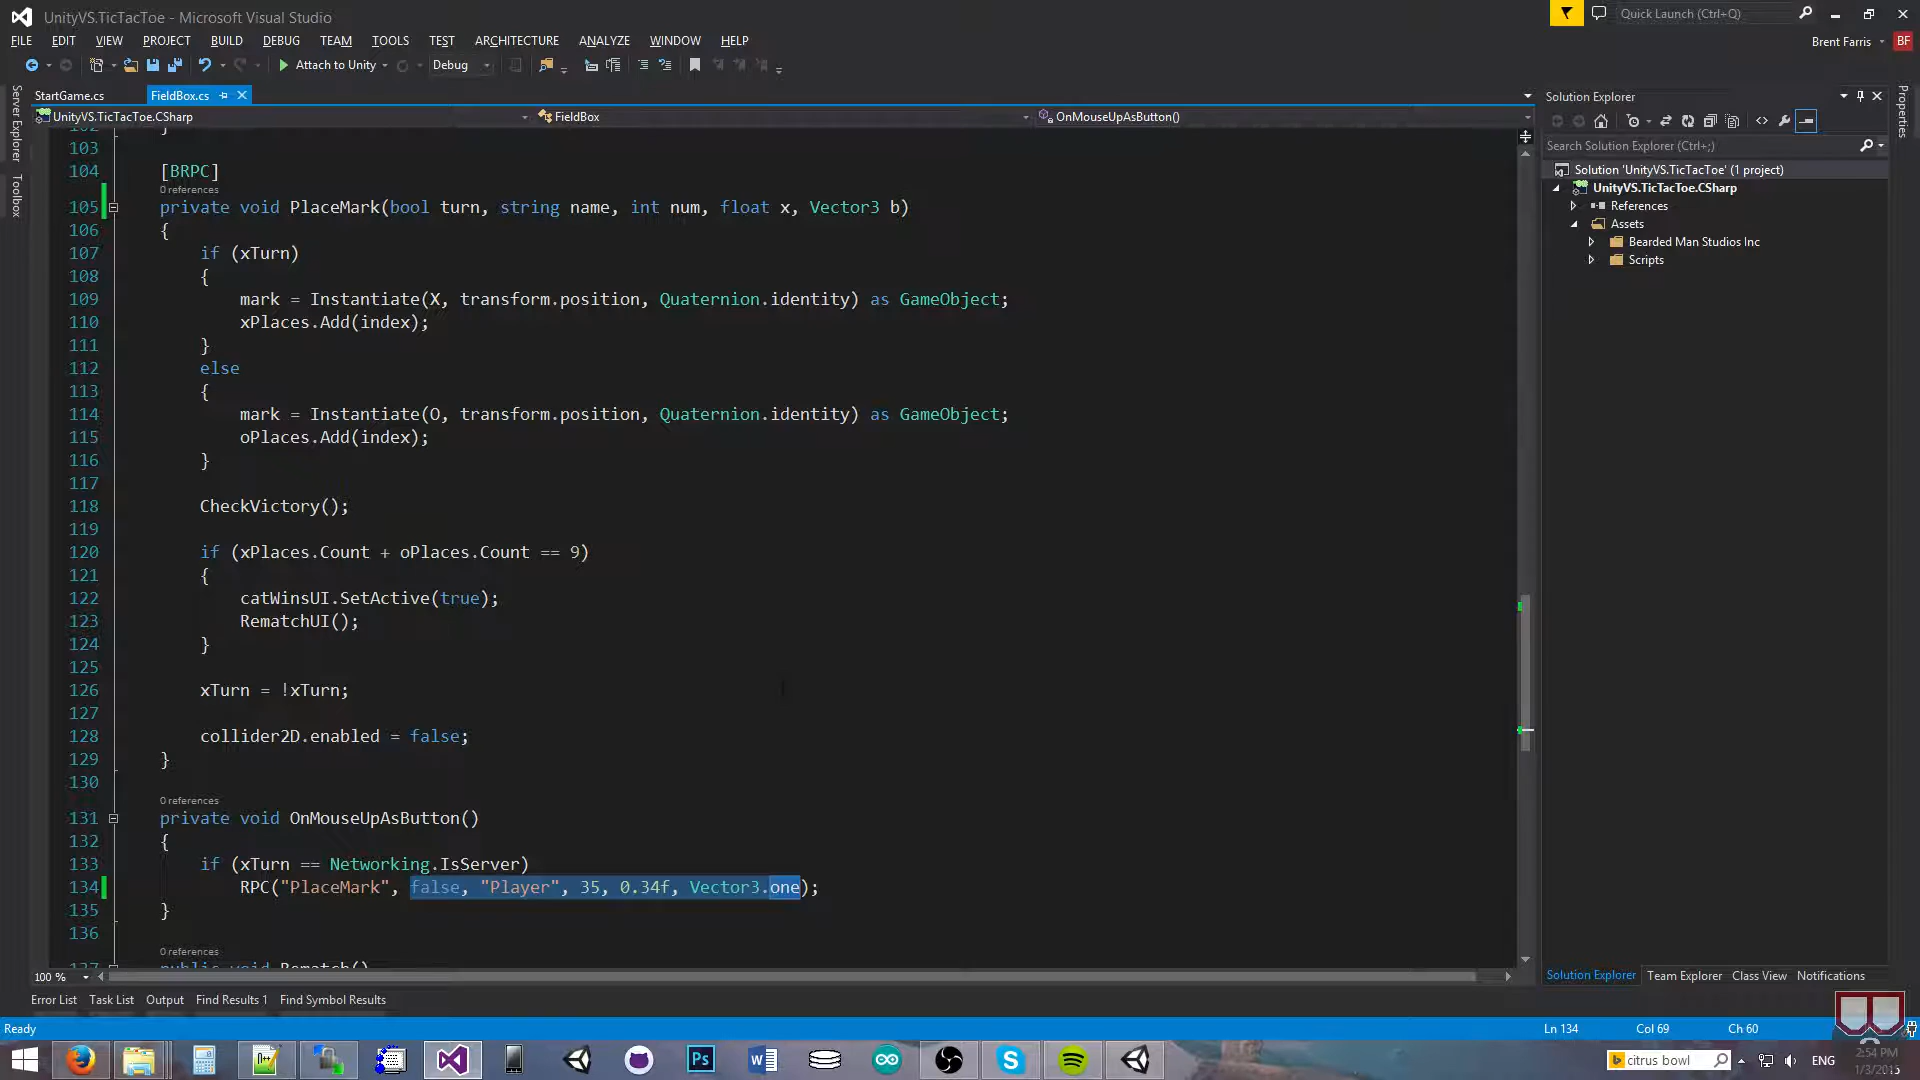 UnityVS.TicTacToe - Microsoft Visual Studio
Quick Launch (Ctrl+Q)
FILE EDIT VIEW PROJECT BUILD DEBUG TEAM TOOLS TEST ARCHITECTURE ANALYZE WINDOW HELP
Brent Farris BF
Attach to Unity Debug
Server Explorer
Toolbox
StartGame.cs FieldBox.cs
UnityVS.TicTacToe.CSharp FieldBox OnMouseUpAsButton()
102 }
103
104 [BRPC]
0 references
105 private void PlaceMark(bool turn, string name, int num, float x, Vector3 b)
106 {
107 if (xTurn)
108 {
109 mark = Instantiate(X, transform.position, Quaternion.identity) as GameObject;
110 xPlaces.Add(index);
111 }
112 else
113 {
114 mark = Instantiate(O, transform.position, Quaternion.identity) as GameObject;
115 oPlaces.Add(index);
116 }
117
118 CheckVictory();
119
120 if (xPlaces.Count + oPlaces.Count == 9)
121 {
122 catWinsUI.SetActive(true);
123 RematchUI();
124 }
125
126 xTurn = !xTurn;
127
128 collider2D.enabled = false;
129 }
130
0 references
131 private void OnMouseUpAsButton()
132 {
133 if (xTurn == Networking.IsServer)
134 RPC("PlaceMark", false, "Player", 35, 0.34f, Vector3.one);
135 }
136
0 references
137 public void Rematch()
100 %
Solution Explorer
Search Solution Explorer (Ctrl+;)
Solution 'UnityVS.TicTacToe' (1 project)
UnityVS.TicTacToe.CSharp
References
Assets
Bearded Man Studios Inc
Scripts
Properties
Solution Explorer Team Explorer Class View Notifications
Error List Task List Output Find Results 1 Find Symbol Results
Ready Ln 134 Col 69 Ch 60
Ps
citrus bowl
ENG
2:54 PM